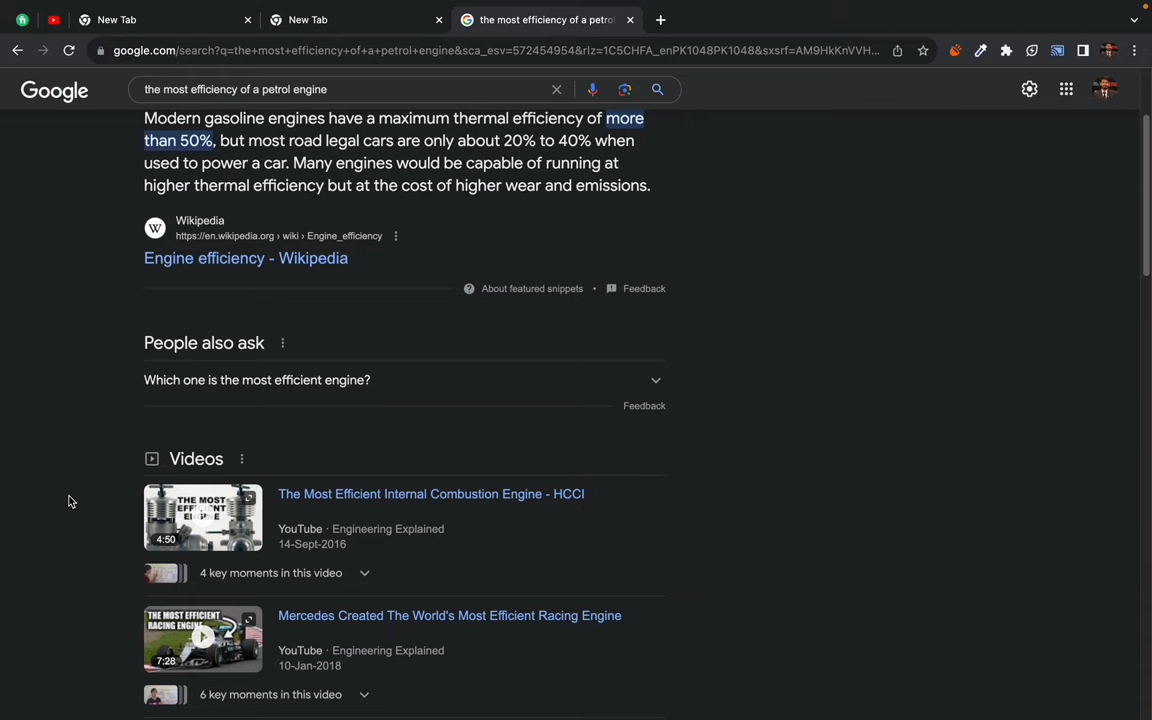 New Tab
New Tab
the most efficiency of a petrol
google.com/search?q=the+most+efficiency+of+a+petrol+engine&sca_esv=572454954&rlz=1C5CHFA_enPK1048PK1048&sxsrf=AM9HkKnVVH...
Google
the most efficiency of a petrol engine
Modern gasoline engines have a maximum thermal efficiency of more
than 50%, but most road legal cars are only about 20% to 40% when
used to power a car. Many engines would be capable of running at
higher thermal efficiency but at the cost of higher wear and emissions.
W
Wikipedia
https://en.wikipedia.org › wiki › Engine_efficiency
Engine efficiency - Wikipedia
About featured snippets • Feedback
People also ask
Which one is the most efficient engine?
Feedback
Videos
THE MOST
EFFICIENT
ENGINE
4:50
The Most Efficient Internal Combustion Engine - HCCI
YouTube · Engineering Explained
14-Sept-2016
4 key moments in this video
THE MOST EFFICIENT
RACING ENGINE
7:28
Mercedes Created The World's Most Efficient Racing Engine
YouTube · Engineering Explained
10-Jan-2018
6 key moments in this video